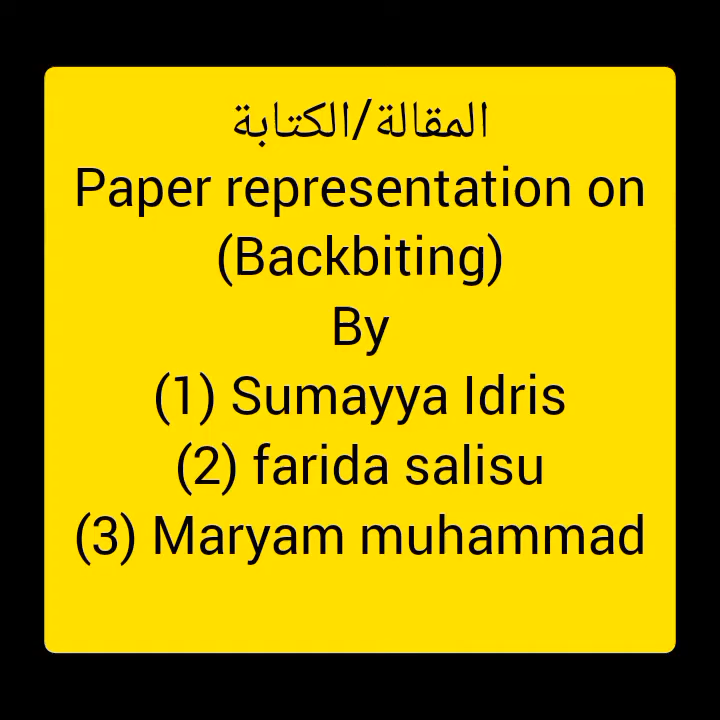 المقالة/الكتابة
Paper representation on
(Backbiting)
By
(1) Sumayya Idris
(2) farida salisu
(3) Maryam muhammad